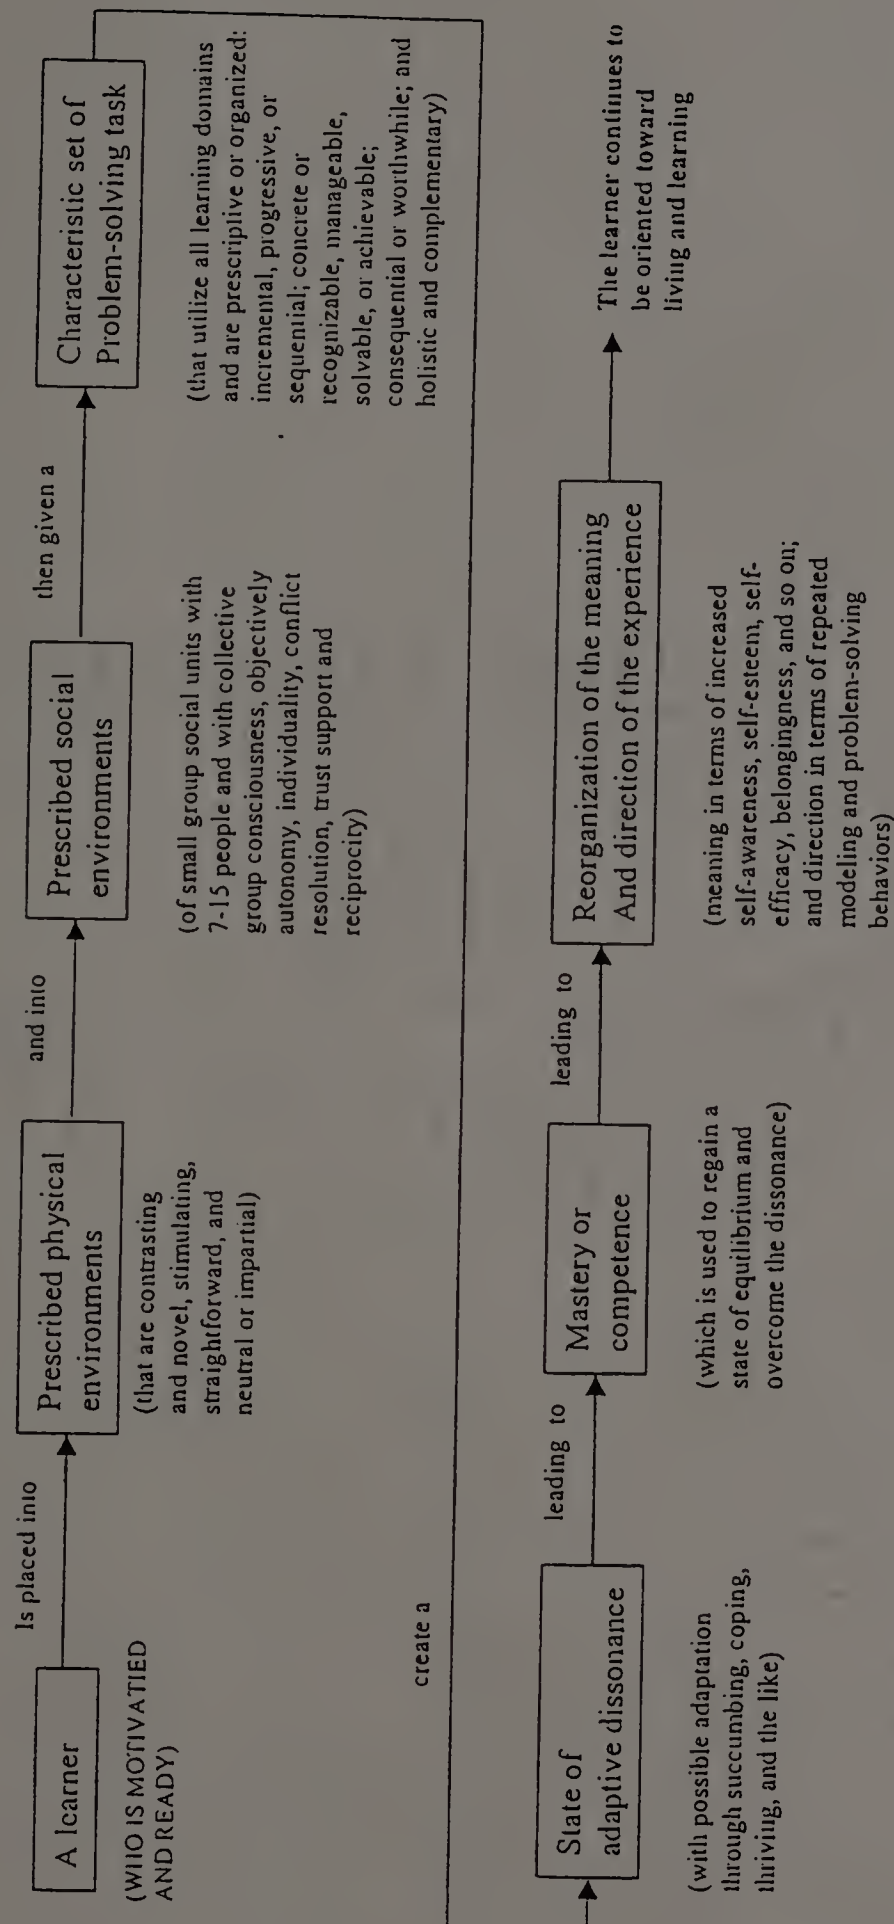 A learner
(WHO IS MOTIVATIED
AND READY)
Is placed into
Prescribed physical
environments
(that are contrasting
and novel, stimulating,
straightforward, and
neutral or impartial)
and into
Prescribed social
environments
(of small group social units with
7-15 people and with collective
group consciousness, objectively
autonomy, individuality, conflict
resolution, trust support and
reciprocity)
then given a
Characteristic set of
Problem-solving task
(that utilize all learning domains
and are prescriptive or organized:
incremental, progressive, or
sequential; concrete or
recognizable, manageable,
solvable, or achievable;
consequential or worthwhile; and
holistic and complementary)
create a
State of
adaptive dissonance
(with possible adaptation
through succumbing, coping,
thriving, and the like)
leading to
Mastery or
competence
(which is used to regain a
state of equilibrium and
overcome the dissonance)
leading to
Reorganization of the meaning
And direction of the experience
(meaning in terms of increased
self-awareness, self-esteem, self-
efficacy, belongingness, and so on;
and direction in terms of repeated
modeling and problem-solving
behaviors)
The learner continues to
be oriented toward
living and learning